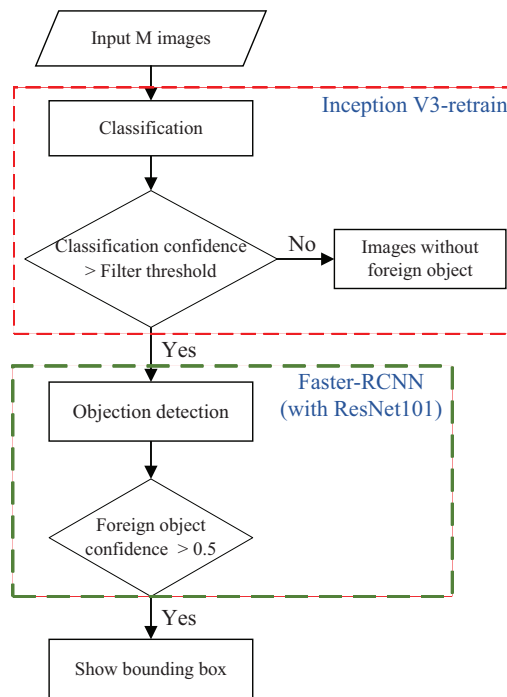 Input M images
Inception V3-retrain
Classification
Classification confidence
> Filter threshold
No
Images without
foreign object
Yes
Faster-RCNN
(with ResNet101)
Objection detection
Foreign object
confidence > 0.5
Yes
Show bounding box